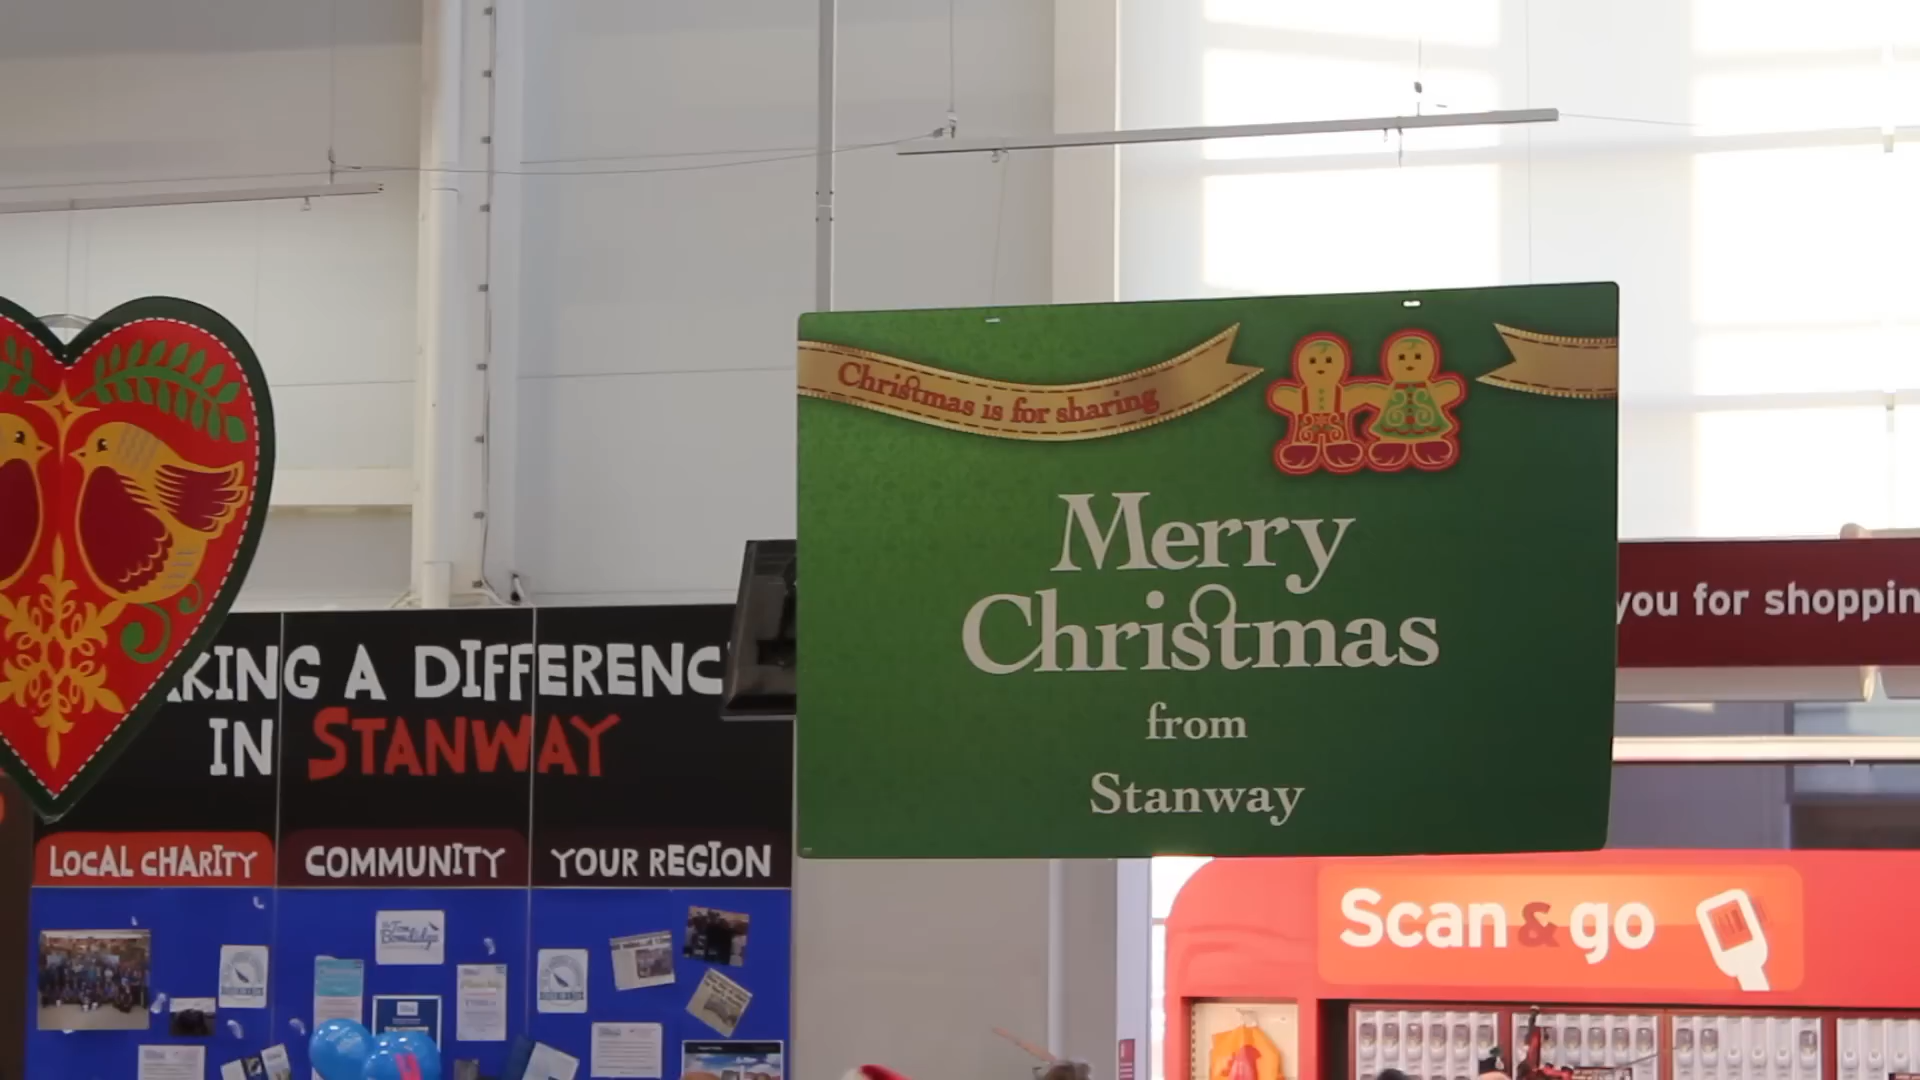 Christmas is for sharing
Merry
Christmas
from
Stanway
you for shoppin
KING A DIFFERENC
IN STANWAY
LOCAL CHARITY
COMMUNITY
YOUR REGION
Scan & go